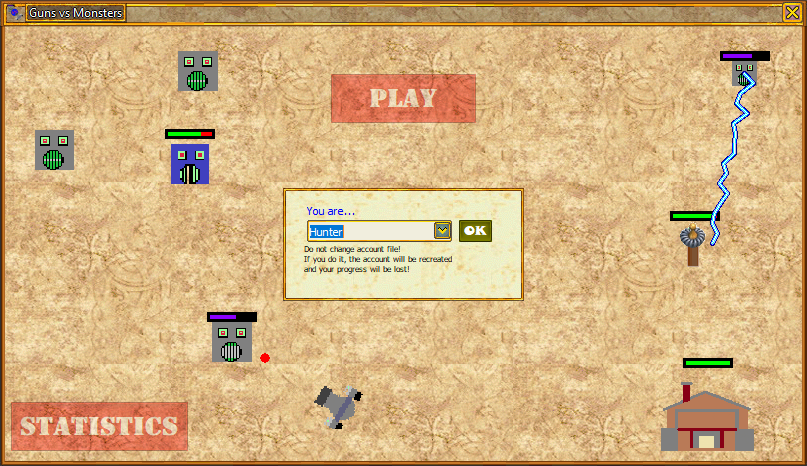 Guns vs Monsters
PLAY
You are...
Hunter
OK
Do not change account file!
If you do it, the account will be recreated
and your progress will be lost!
STATISTICS